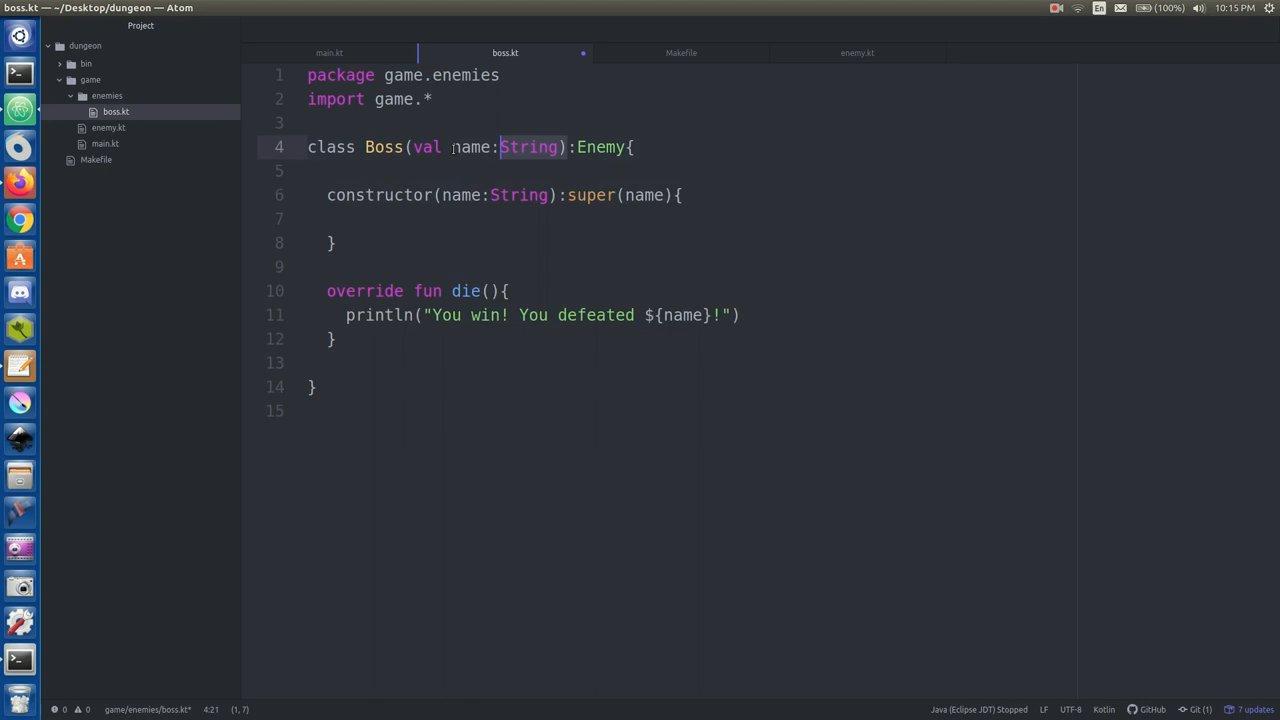 boss.kt — ~/Desktop/dungeon — Atom
En
(100%)
10:15 PM
Project
dungeon
bin
game
enemies
boss.kt
enemy.kt
main.kt
Makefile
main.kt
boss.kt
Makefile
enemy.kt
1 package game.enemies
2 import game.*
3
4 class Boss(val name:String):Enemy{
5
6 constructor(name:String):super(name){
7
8 }
9
10 override fun die(){
11 println("You win! You defeated ${name}!")
12 }
13
14 }
15
0 0 game/enemies/boss.kt* 4:21 (1, 7)
Java (Eclipse JDT) Stopped LF UTF-8 Kotlin GitHub Git (1) 7 updates